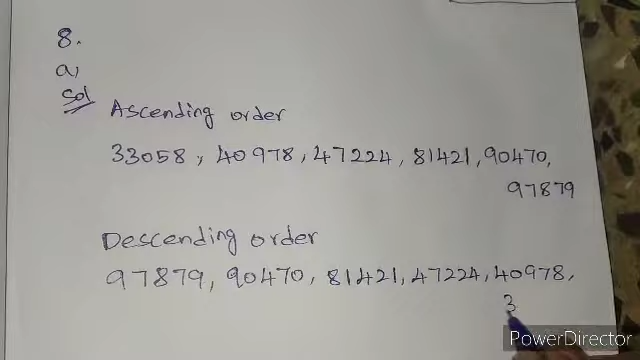 8.
a,
Sol
Ascending order
33058, 40978, 47224, 81421, 90470,
97879
Descending order
97879, 90470, 81421, 47224, 40978,
3
PowerDirector